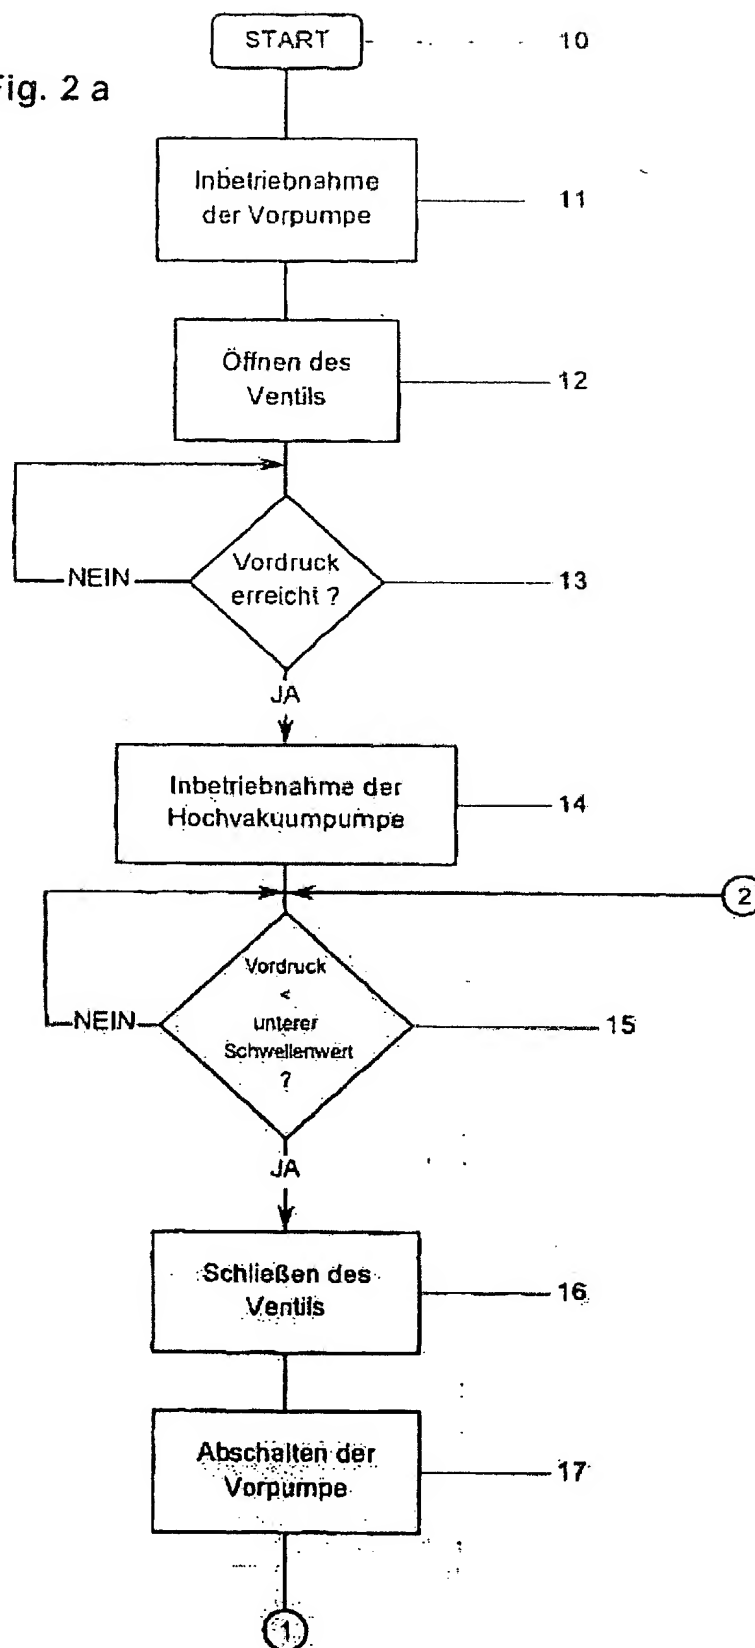 START 10
Fig. 2 a
Inbetriebnahme
der Vorpumpe 11
Öffnen des
Ventils 12
Vordruck
erreicht ? 13
NEIN
JA
Inbetriebnahme der
Hochvakuumpumpe 14
2
Vordruck
<
unterer
Schwellenwert
?
NEIN 15
JA
Schließen des
Ventils 16
Abschalten der
Vorpumpe 17
1